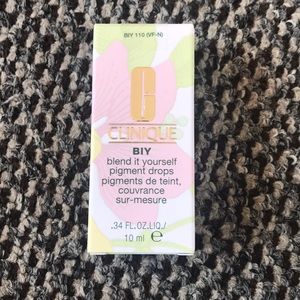 BIY 110 (VF-N)
CLINIQUE
BIY
blend it yourself
pigment drops
pigments de teint,
couvrance
sur-mesure
.34 FL.OZ.LIQ./
10 ml e